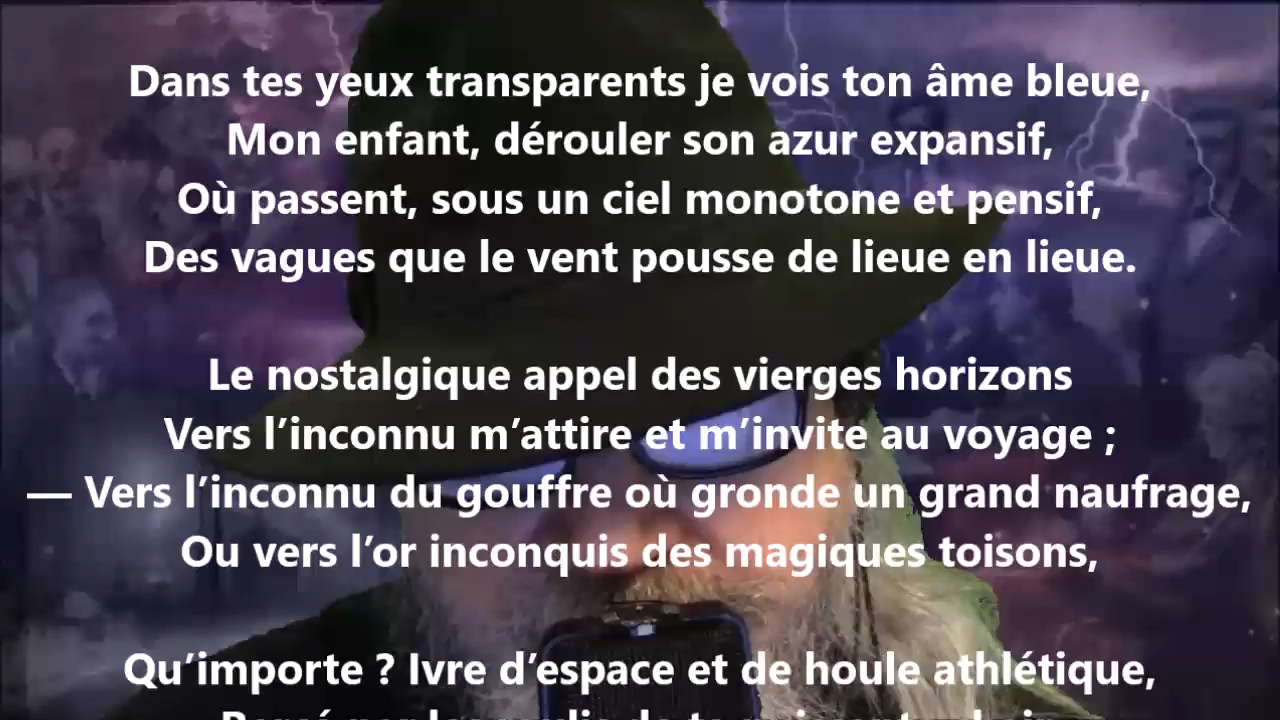 Dans tes yeux transparents je vois ton âme bleue,
Mon enfant, dérouler son azur expansif,
Où passent, sous un ciel monotone et pensif,
Des vagues que le vent pousse de lieue en lieue.
Le nostalgique appel des vierges horizons
Vers l’inconnu m’attire et m’invite au voyage ;
— Vers l’inconnu du gouffre où gronde un grand naufrage,
Ou vers l’or inconquis des magiques toisons,
Qu’importe ? Ivre d’espace et de houle athlétique,